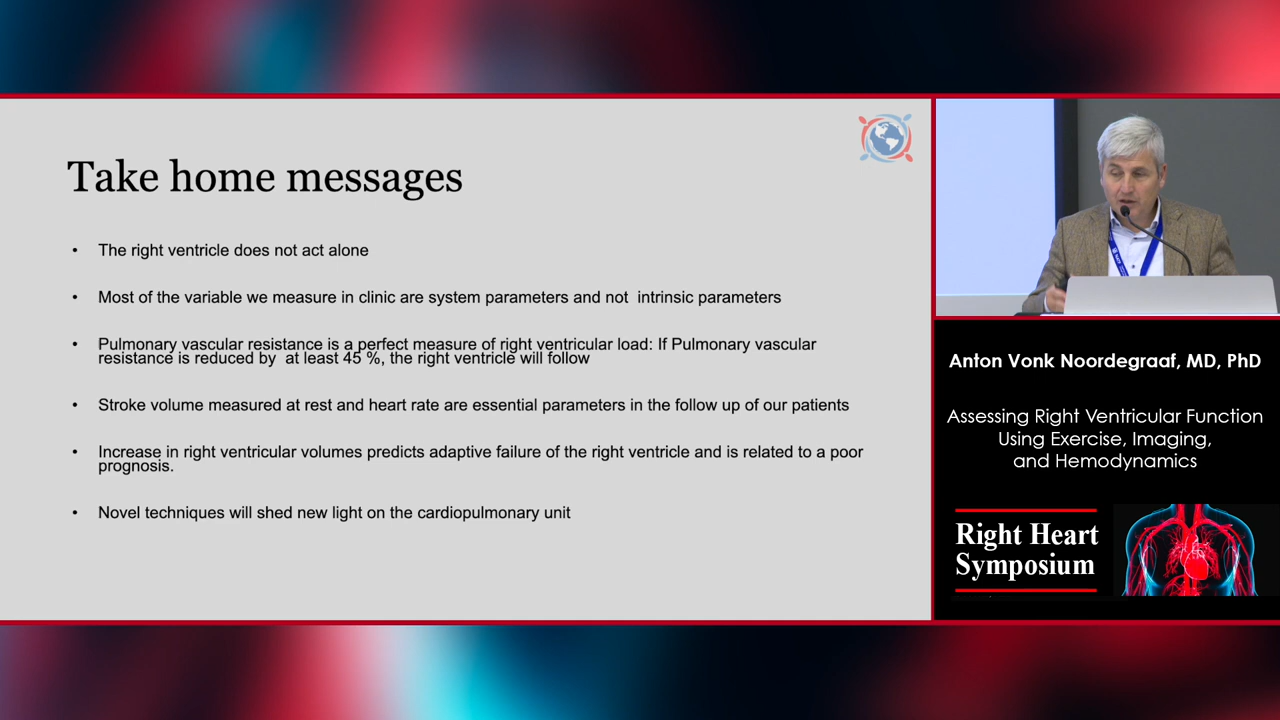 Take home messages
• The right ventricle does not act alone
• Most of the variable we measure in clinic are system parameters and not  intrinsic parameters
• Pulmonary vascular resistance is a perfect measure of right ventricular load: If Pulmonary vascular
resistance is reduced by  at least 45 %, the right ventricle will follow
• Stroke volume measured at rest and heart rate are essential parameters in the follow up of our patients
• Increase in right ventricular volumes predicts adaptive failure of the right ventricle and is related to a poor
prognosis.
• Novel techniques will shed new light on the cardiopulmonary unit
Anton Vonk Noordegraaf, MD, PhD
Assessing Right Ventricular Function
Using Exercise, Imaging,
and Hemodynamics
Right Heart
Symposium